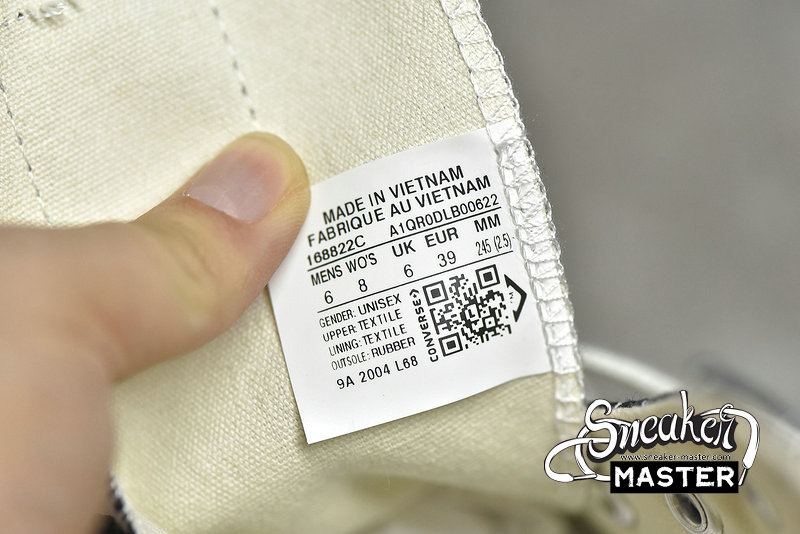 MADE IN VIETNAM
FABRIQUE AU VIETNAM
168822C A1QR0DLB00622
MENS WO'S UK EUR MM
6 8 6 39 245 (2.5)
GENDER: UNISEX
UPPER: TEXTILE
LINING: TEXTILE
OUTSOLE: RUBBER
CONVERSE
9A 2004 L68
Sneaker
www.sneaker-master.com
MASTER